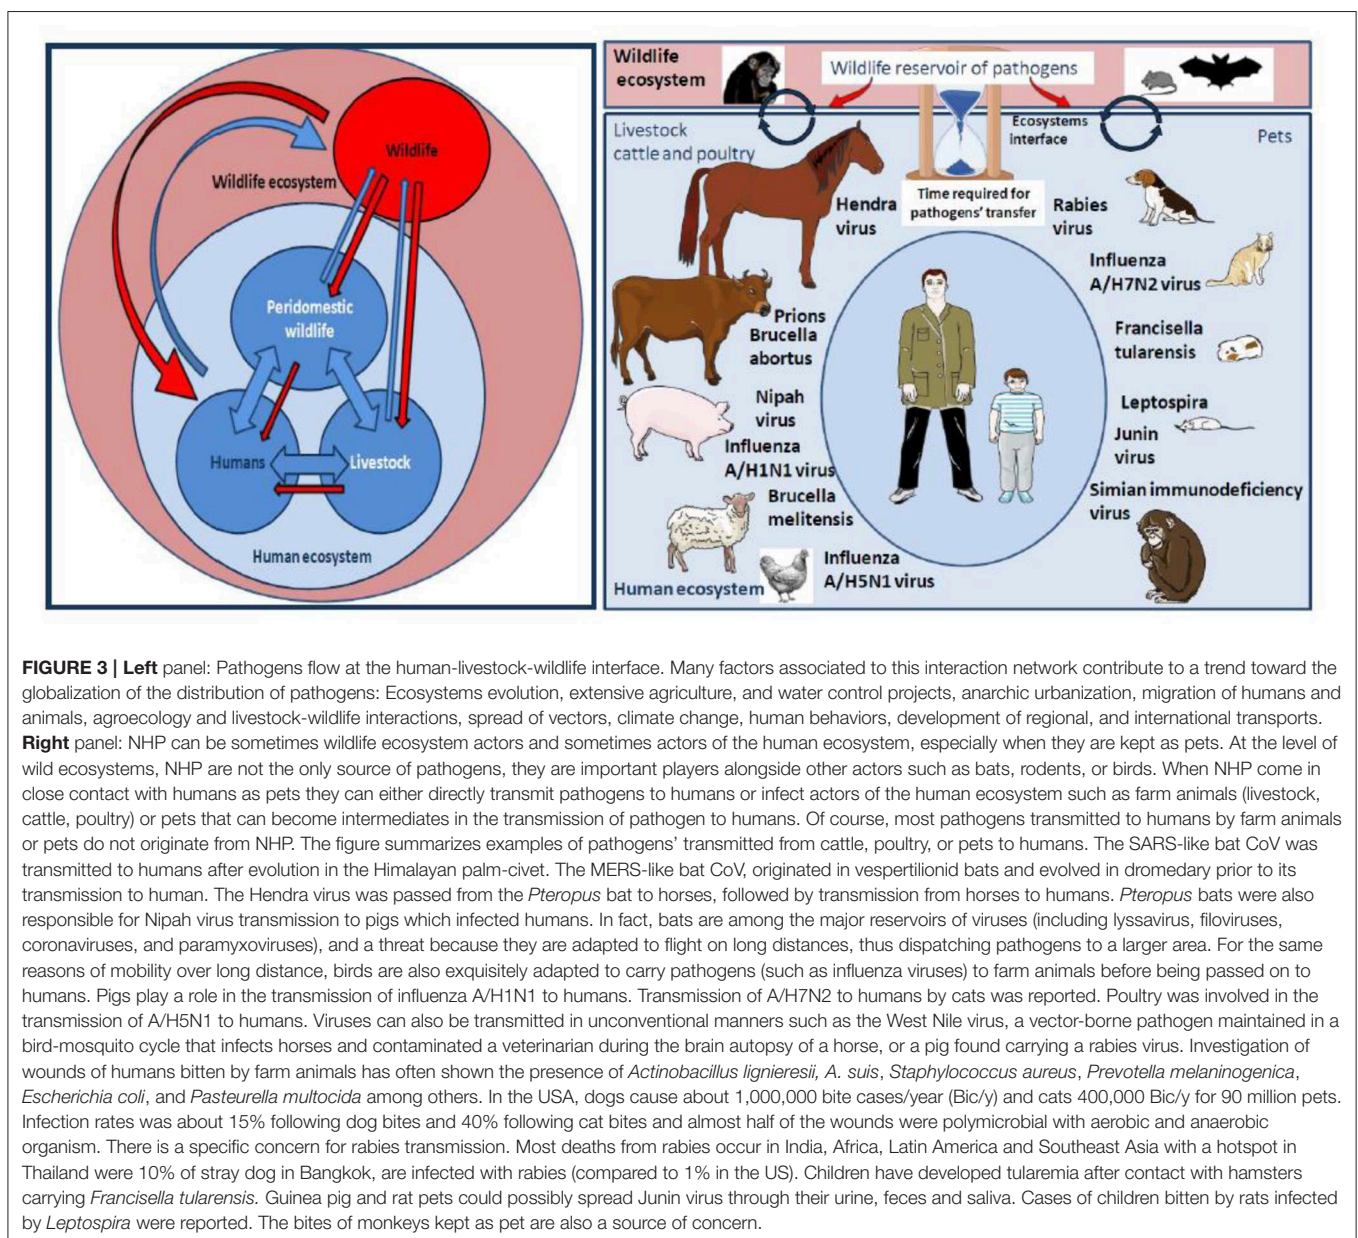 Wildlife
Wildlife ecosystem
Peridomestic
wildlife
Humans
Livestock
Human ecosystem
Wildlife
ecosystem
Wildlife reservoir of pathogens
Livestock
cattle and poultry
Ecosystems
interface
Pets
Time required for
pathogens' transfer
Hendra
virus
Prions
Brucella
abortus
Nipah
virus
Influenza
A/H1N1 virus
Brucella
melitensis
Influenza
A/H5N1 virus
Human ecosystem
Rabies
virus
Influenza
A/H7N2 virus
Francisella
tularensis
Leptospira
Junin
virus
Simian immunodeficiency
virus
FIGURE 3 | Left panel: Pathogens flow at the human-livestock-wildlife interface. Many factors associated to this interaction network contribute to a trend toward the
globalization of the distribution of pathogens: Ecosystems evolution, extensive agriculture, and water control projects, anarchic urbanization, migration of humans and
animals, agroecology and livestock-wildlife interactions, spread of vectors, climate change, human behaviors, development of regional, and international transports.
Right panel: NHP can be sometimes wildlife ecosystem actors and sometimes actors of the human ecosystem, especially when they are kept as pets. At the level of
wild ecosystems, NHP are not the only source of pathogens, they are important players alongside other actors such as bats, rodents, or birds. When NHP come in
close contact with humans as pets they can either directly transmit pathogens to humans or infect actors of the human ecosystem such as farm animals (livestock,
cattle, poultry) or pets that can become intermediates in the transmission of pathogen to humans. Of course, most pathogens transmitted to humans by farm animals
or pets do not originate from NHP. The figure summarizes examples of pathogens' transmitted from cattle, poultry, or pets to humans. The SARS-like bat CoV was
transmitted to humans after evolution in the Himalayan palm-civet. The MERS-like bat CoV, originated in vespertilionid bats and evolved in dromedary prior to its
transmission to human. The Hendra virus was passed from the Pteropus bat to horses, followed by transmission from horses to humans. Pteropus bats were also
responsible for Nipah virus transmission to pigs which infected humans. In fact, bats are among the major reservoirs of viruses (including lyssavirus, filoviruses,
coronaviruses, and paramyxoviruses), and a threat because they are adapted to flight on long distances, thus dispatching pathogens to a larger area. For the same
reasons of mobility over long distance, birds are also exquisitely adapted to carry pathogens (such as influenza viruses) to farm animals before being passed on to
humans. Pigs play a role in the transmission of influenza A/H1N1 to humans. Transmission of A/H7N2 to humans by cats was reported. Poultry was involved in the
transmission of A/H5N1 to humans. Viruses can also be transmitted in unconventional manners such as the West Nile virus, a vector-borne pathogen maintained in a
bird-mosquito cycle that infects horses and contaminated a veterinarian during the brain autopsy of a horse, or a pig found carrying a rabies virus. Investigation of
wounds of humans bitten by farm animals has often shown the presence of Actinobacillus lignieresii, A. suis, Staphylococcus aureus, Prevotella melaninogenica,
Escherichia coli, and Pasteurella multocida among others. In the USA, dogs cause about 1,000,000 bite cases/year (Bic/y) and cats 400,000 Bic/y for 90 million pets.
Infection rates was about 15% following dog bites and 40% following cat bites and almost half of the wounds were polymicrobial with aerobic and anaerobic
organism. There is a specific concern for rabies transmission. Most deaths from rabies occur in India, Africa, Latin America and Southeast Asia with a hotspot in
Thailand were 10% of stray dog in Bangkok, are infected with rabies (compared to 1% in the US). Children have developed tularemia after contact with hamsters
carrying Francisella tularensis. Guinea pig and rat pets could possibly spread Junin virus through their urine, feces and saliva. Cases of children bitten by rats infected
by Leptospira were reported. The bites of monkeys kept as pet are also a source of concern.